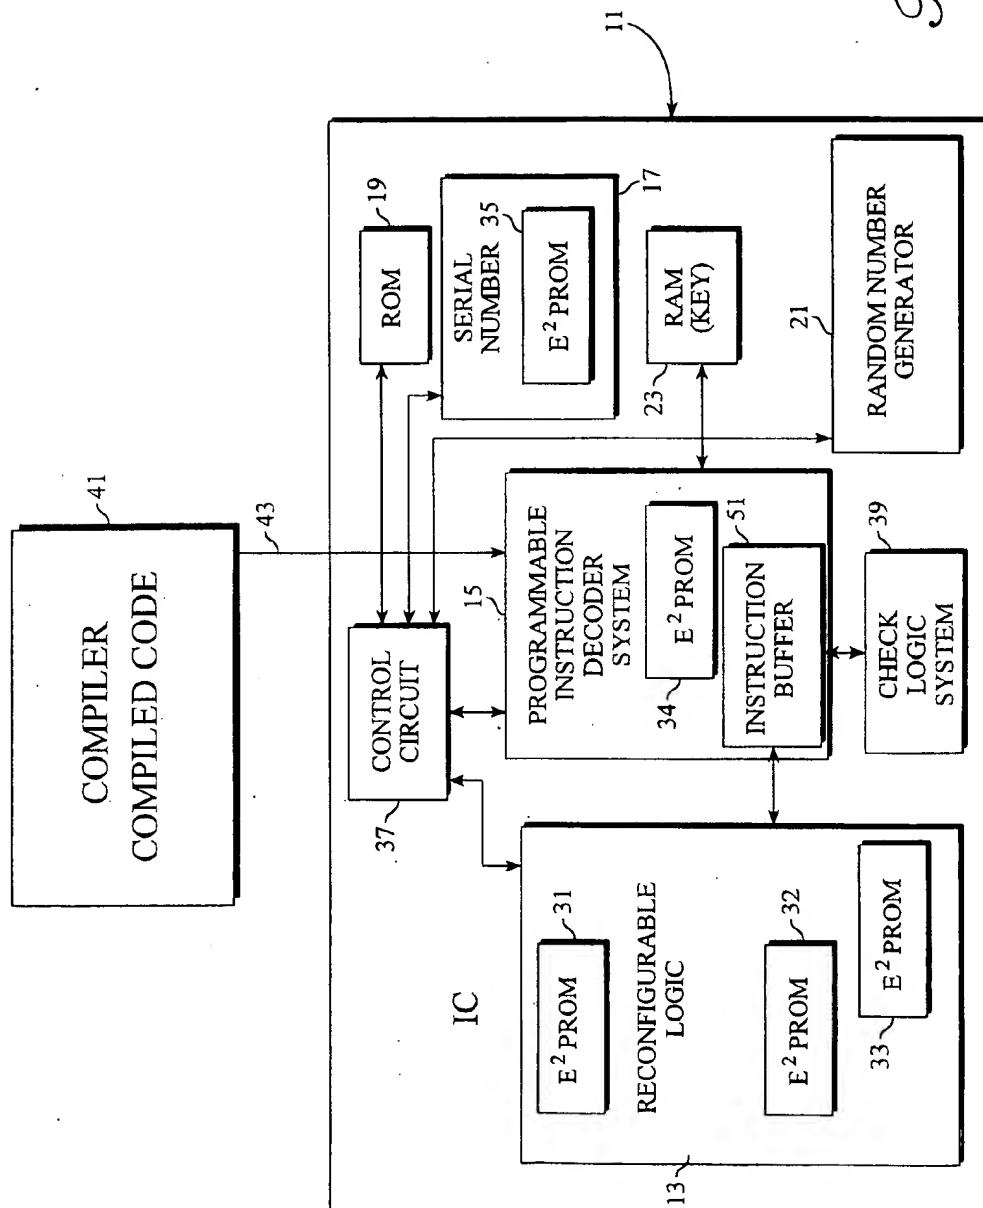 COMPILER
COMPILED CODE
41
43
11
IC
CONTROL
CIRCUIT
37
ROM
19
SERIAL
NUMBER
35
E² PROM
17
PROGRAMMABLE
INSTRUCTION
DECODER
SYSTEM
15
E² PROM
34
INSTRUCTION
BUFFER
51
RAM
(KEY)
23
RANDOM NUMBER
GENERATOR
21
CHECK
LOGIC
SYSTEM
39
RECONFIGURABLE
LOGIC
13
E² PROM
31
E² PROM
32
E² PROM
33